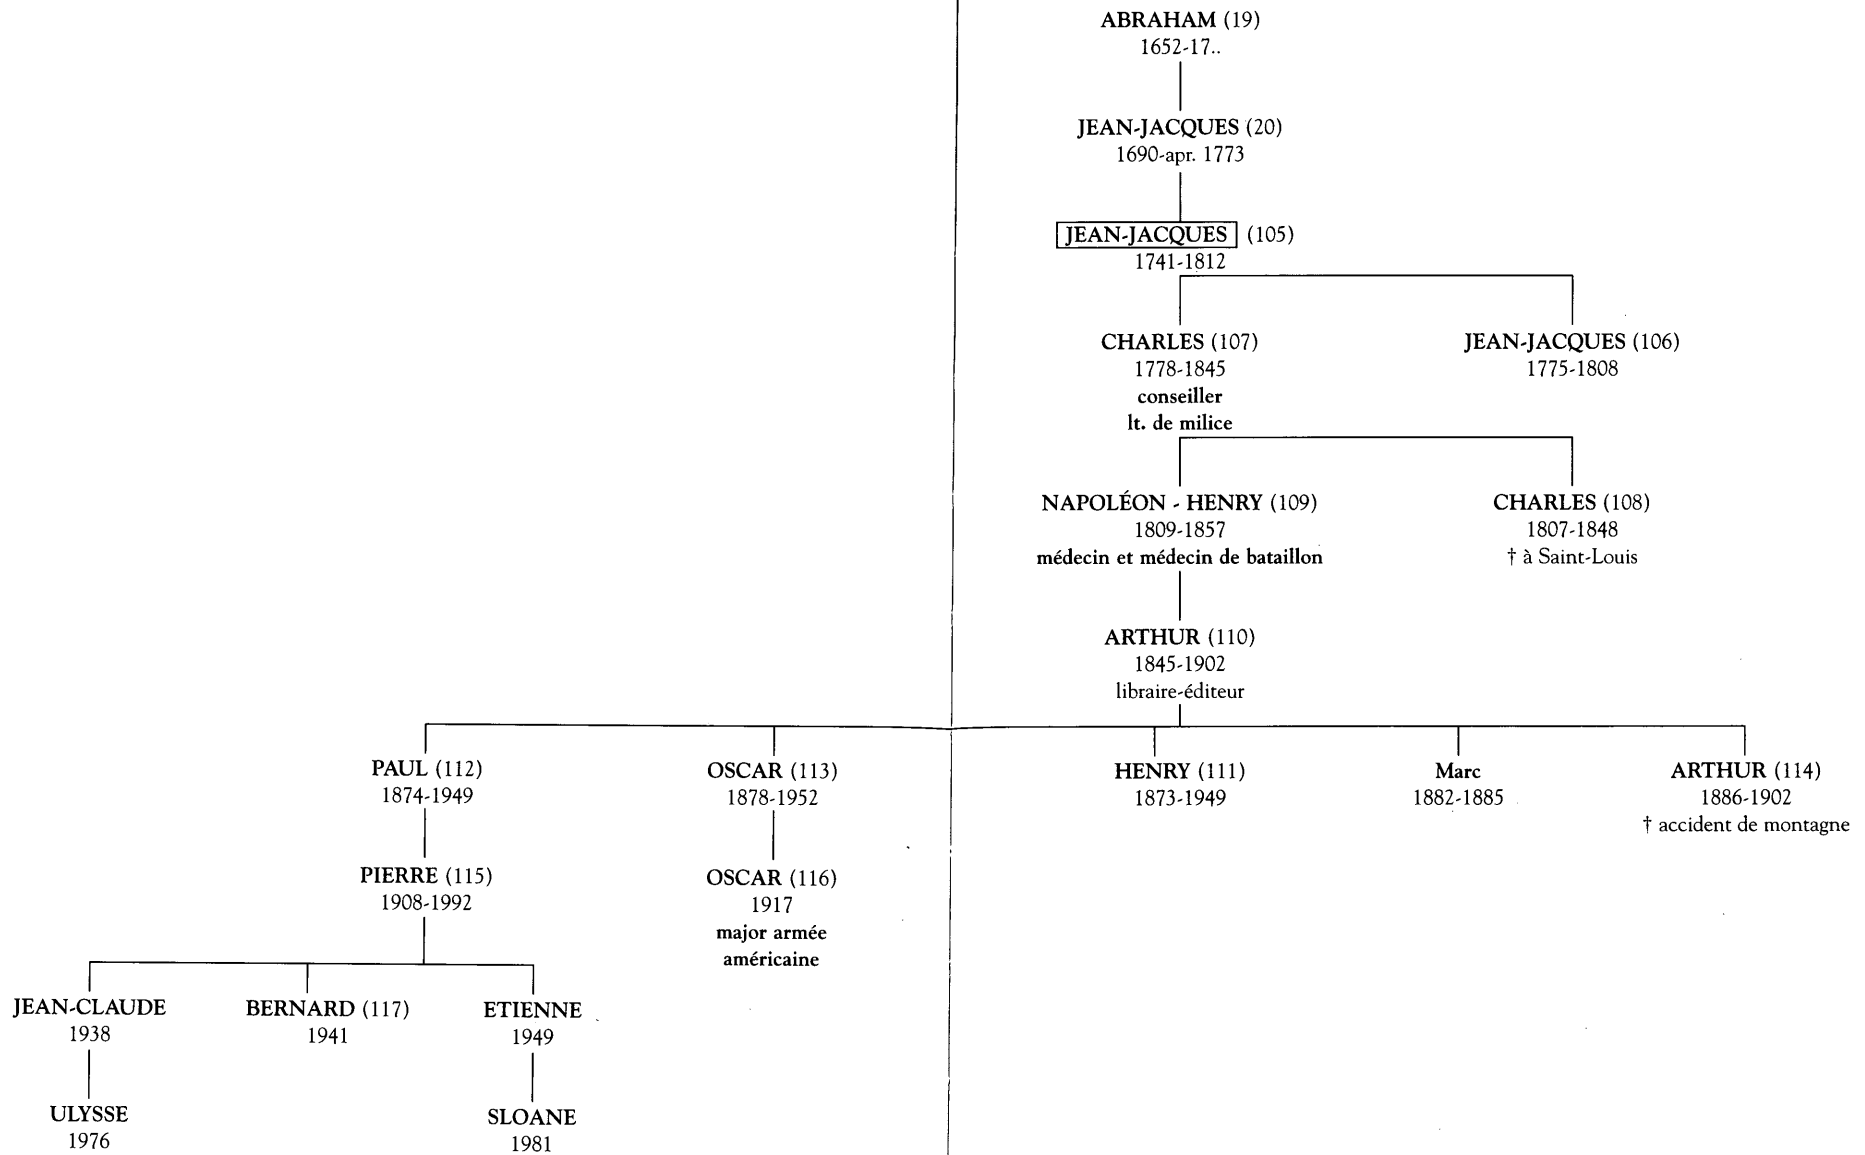 ABRAHAM (19)
1652-17..
JEAN-JACQUES (20)
1690-apr. 1773
JEAN-JACQUES (105)
1741-1812
CHARLES (107)
1778-1845
conseiller
lt. de milice
JEAN-JACQUES (106)
1775-1808
NAPOLÉON - HENRY (109)
1809-1857
médecin et médecin de bataillon
CHARLES (108)
1807-1848
† à Saint-Louis
ARTHUR (110)
1845-1902
libraire-éditeur
PAUL (112)
1874-1949
OSCAR (113)
1878-1952
HENRY (111)
1873-1949
Marc
1882-1885
ARTHUR (114)
1886-1902
† accident de montagne
PIERRE (115)
1908-1992
OSCAR (116)
1917
major armée
américaine
JEAN-CLAUDE
1938
BERNARD (117)
1941
ETIENNE
1949
ULYSSE
1976
SLOANE
1981